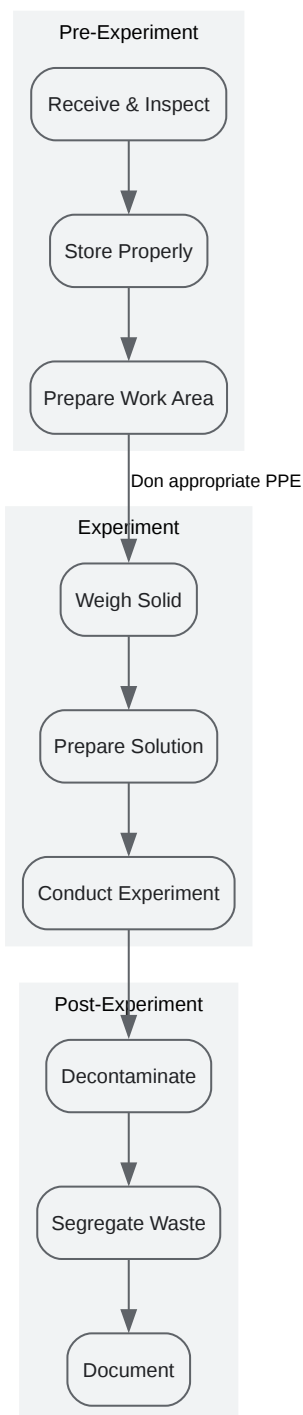 Pre-Experiment
Receive & Inspect
Store Properly
Prepare Work Area
Don appropriate PPE
Experiment
Weigh Solid
Prepare Solution
Conduct Experiment
Post-Experiment
Decontaminate
Segregate Waste
Document